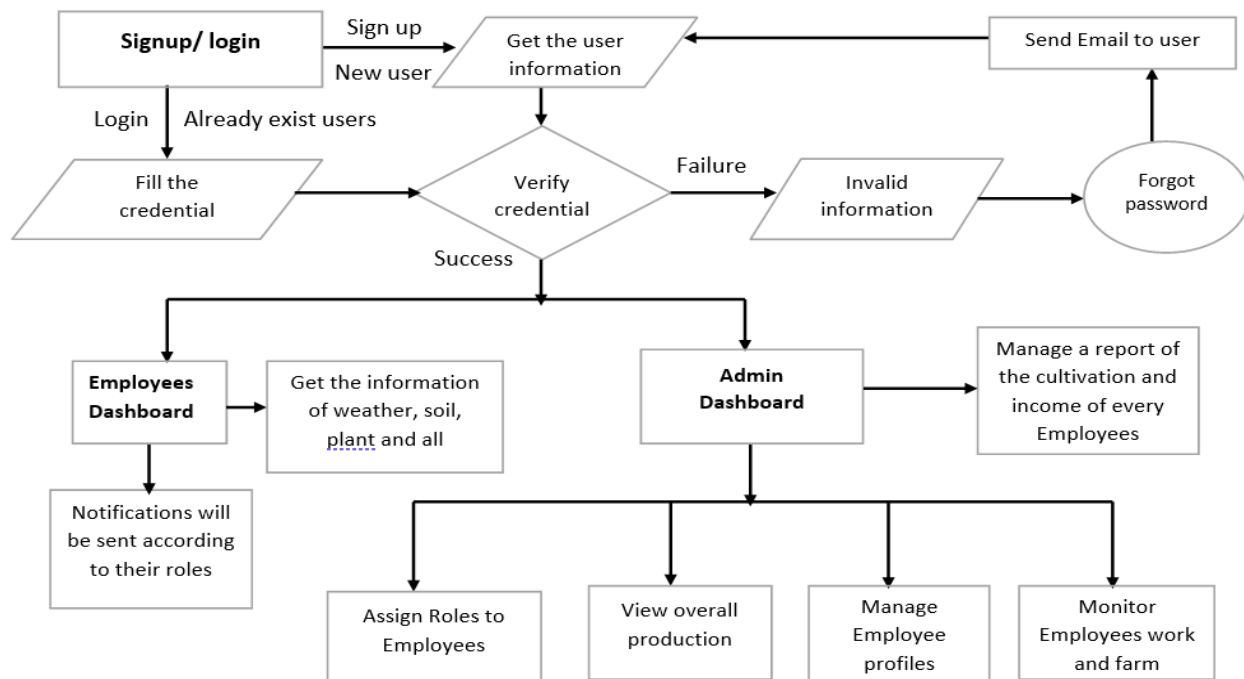 Signup/ login
Sign up
New user
Get the user
information
Send Email to user
Login
Already exist users
Fill the
credential
Verify
credential
Failure
Invalid
information
Forgot
password
Success
Employees
Dashboard
Get the information
of weather, soil,
plant and all
Admin
Dashboard
Manage a report of
the cultivation and
income of every
Employees
Notifications will
be sent according
to their roles
Assign Roles to
Employees
View overall
production
Manage
Employee
profiles
Monitor
Employees work
and farm